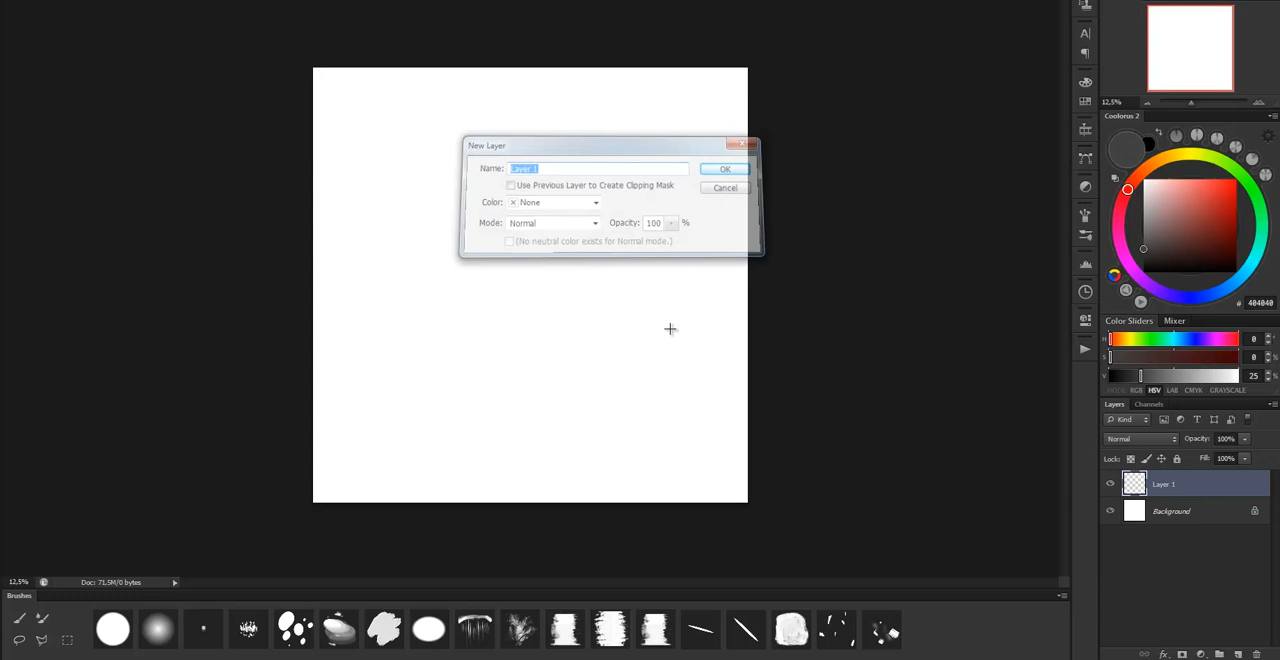 A|
12,5%
Coolorus 2
New Layer
Name: Layer 1 OK
Use Previous Layer to Create Clipping Mask
Cancel
Color: None
Mode: Normal Opacity: 100 %
(No neutral color exists for Normal mode.)
# 404040
Color Sliders Mixer
H 0 °
S 0 %
V 25 %
RGB HSV LAB CMYK GRAYSCALE
Layers Channels
Kind T
Normal Opacity: 100%
Lock: Fill: 100%
Layer 1
Background
12,5% Doc: 71,5M/0 bytes
Brushes
fx